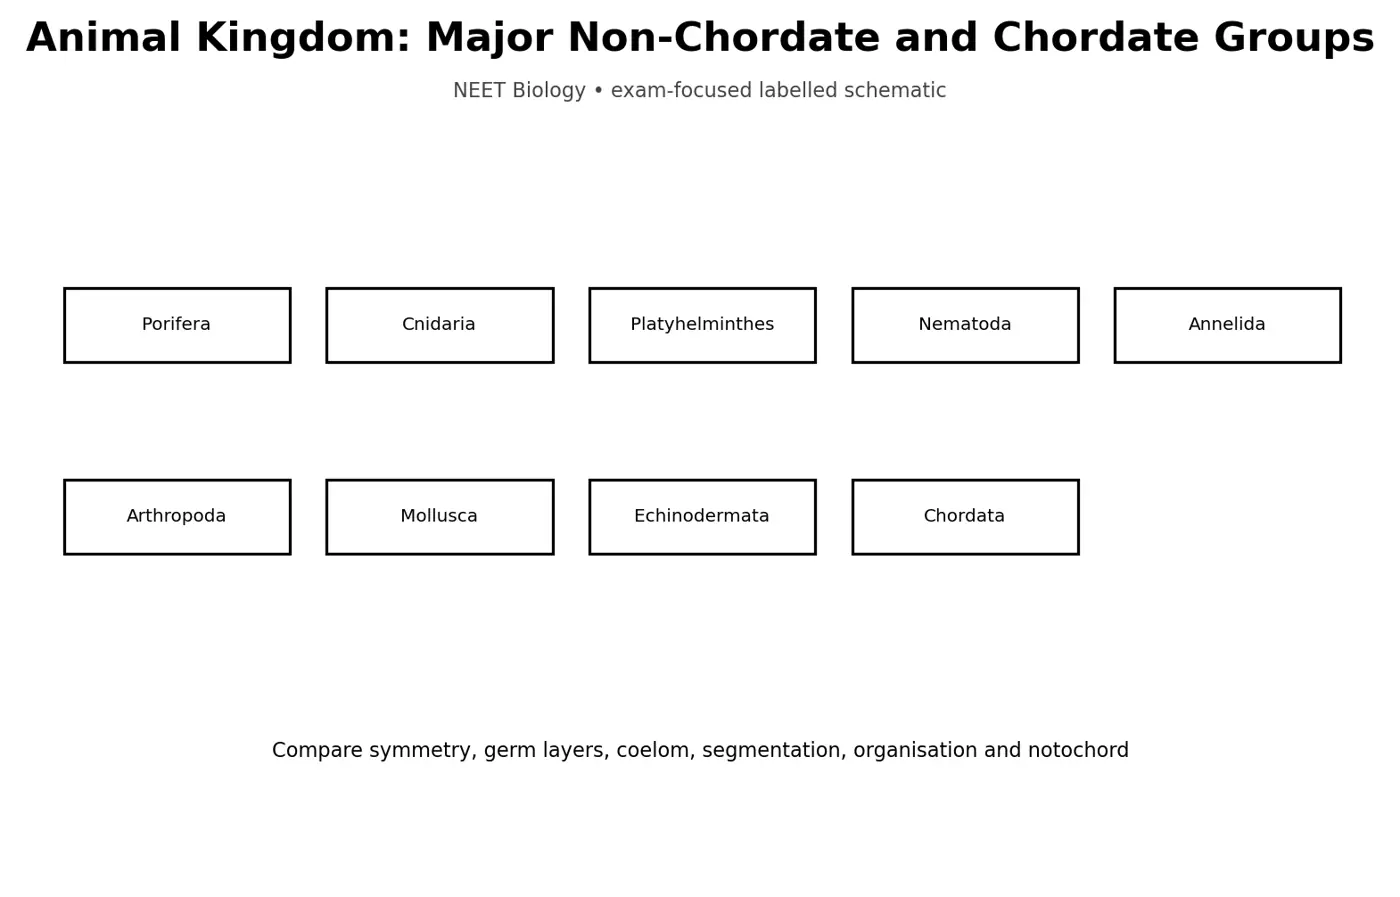 Animal Kingdom: Major Non-Chordate and Chordate Groups
NEET Biology • exam-focused labelled schematic
Porifera
Cnidaria
Platyhelminthes
Nematoda
Annelida
Arthropoda
Mollusca
Echinodermata
Chordata
Compare symmetry, germ layers, coelom, segmentation, organisation and notochord